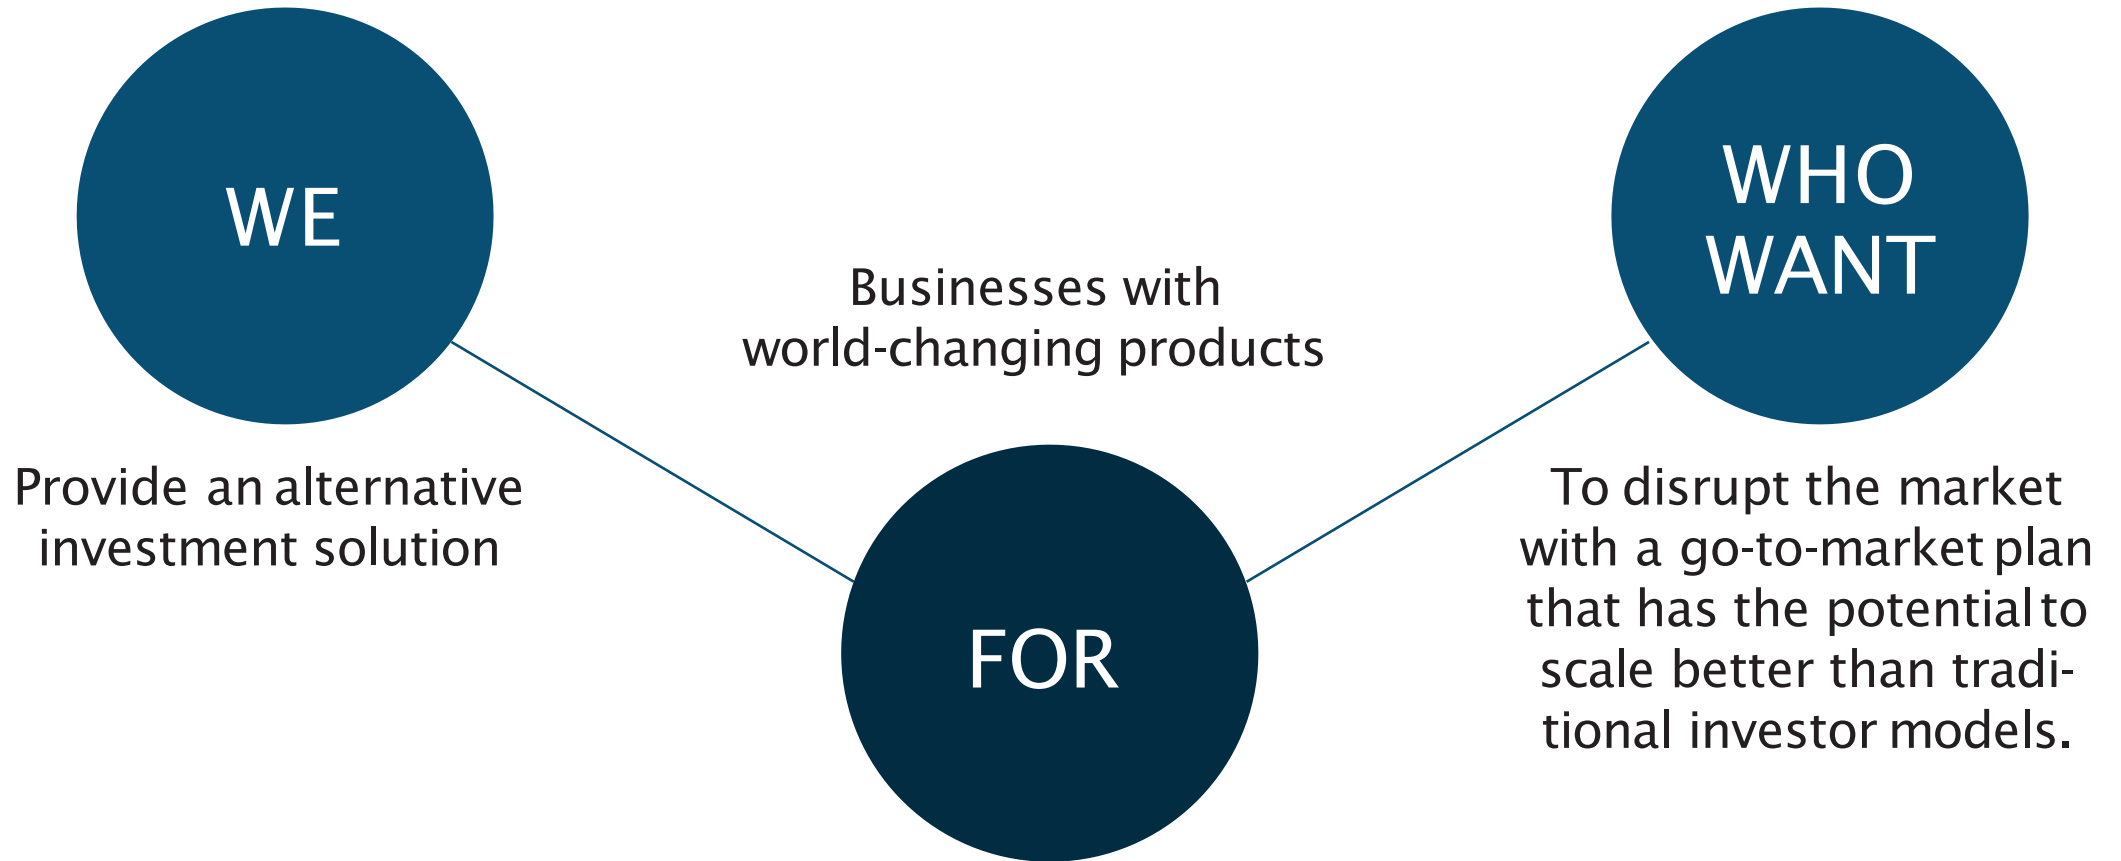 WE
Provide an alternative
investment solution
FOR
Businesses with
world-changing products
WHO
WANT
To disrupt the market
with a go-to-market plan
that has the potential to
scale better than tradi-
tional investor models.